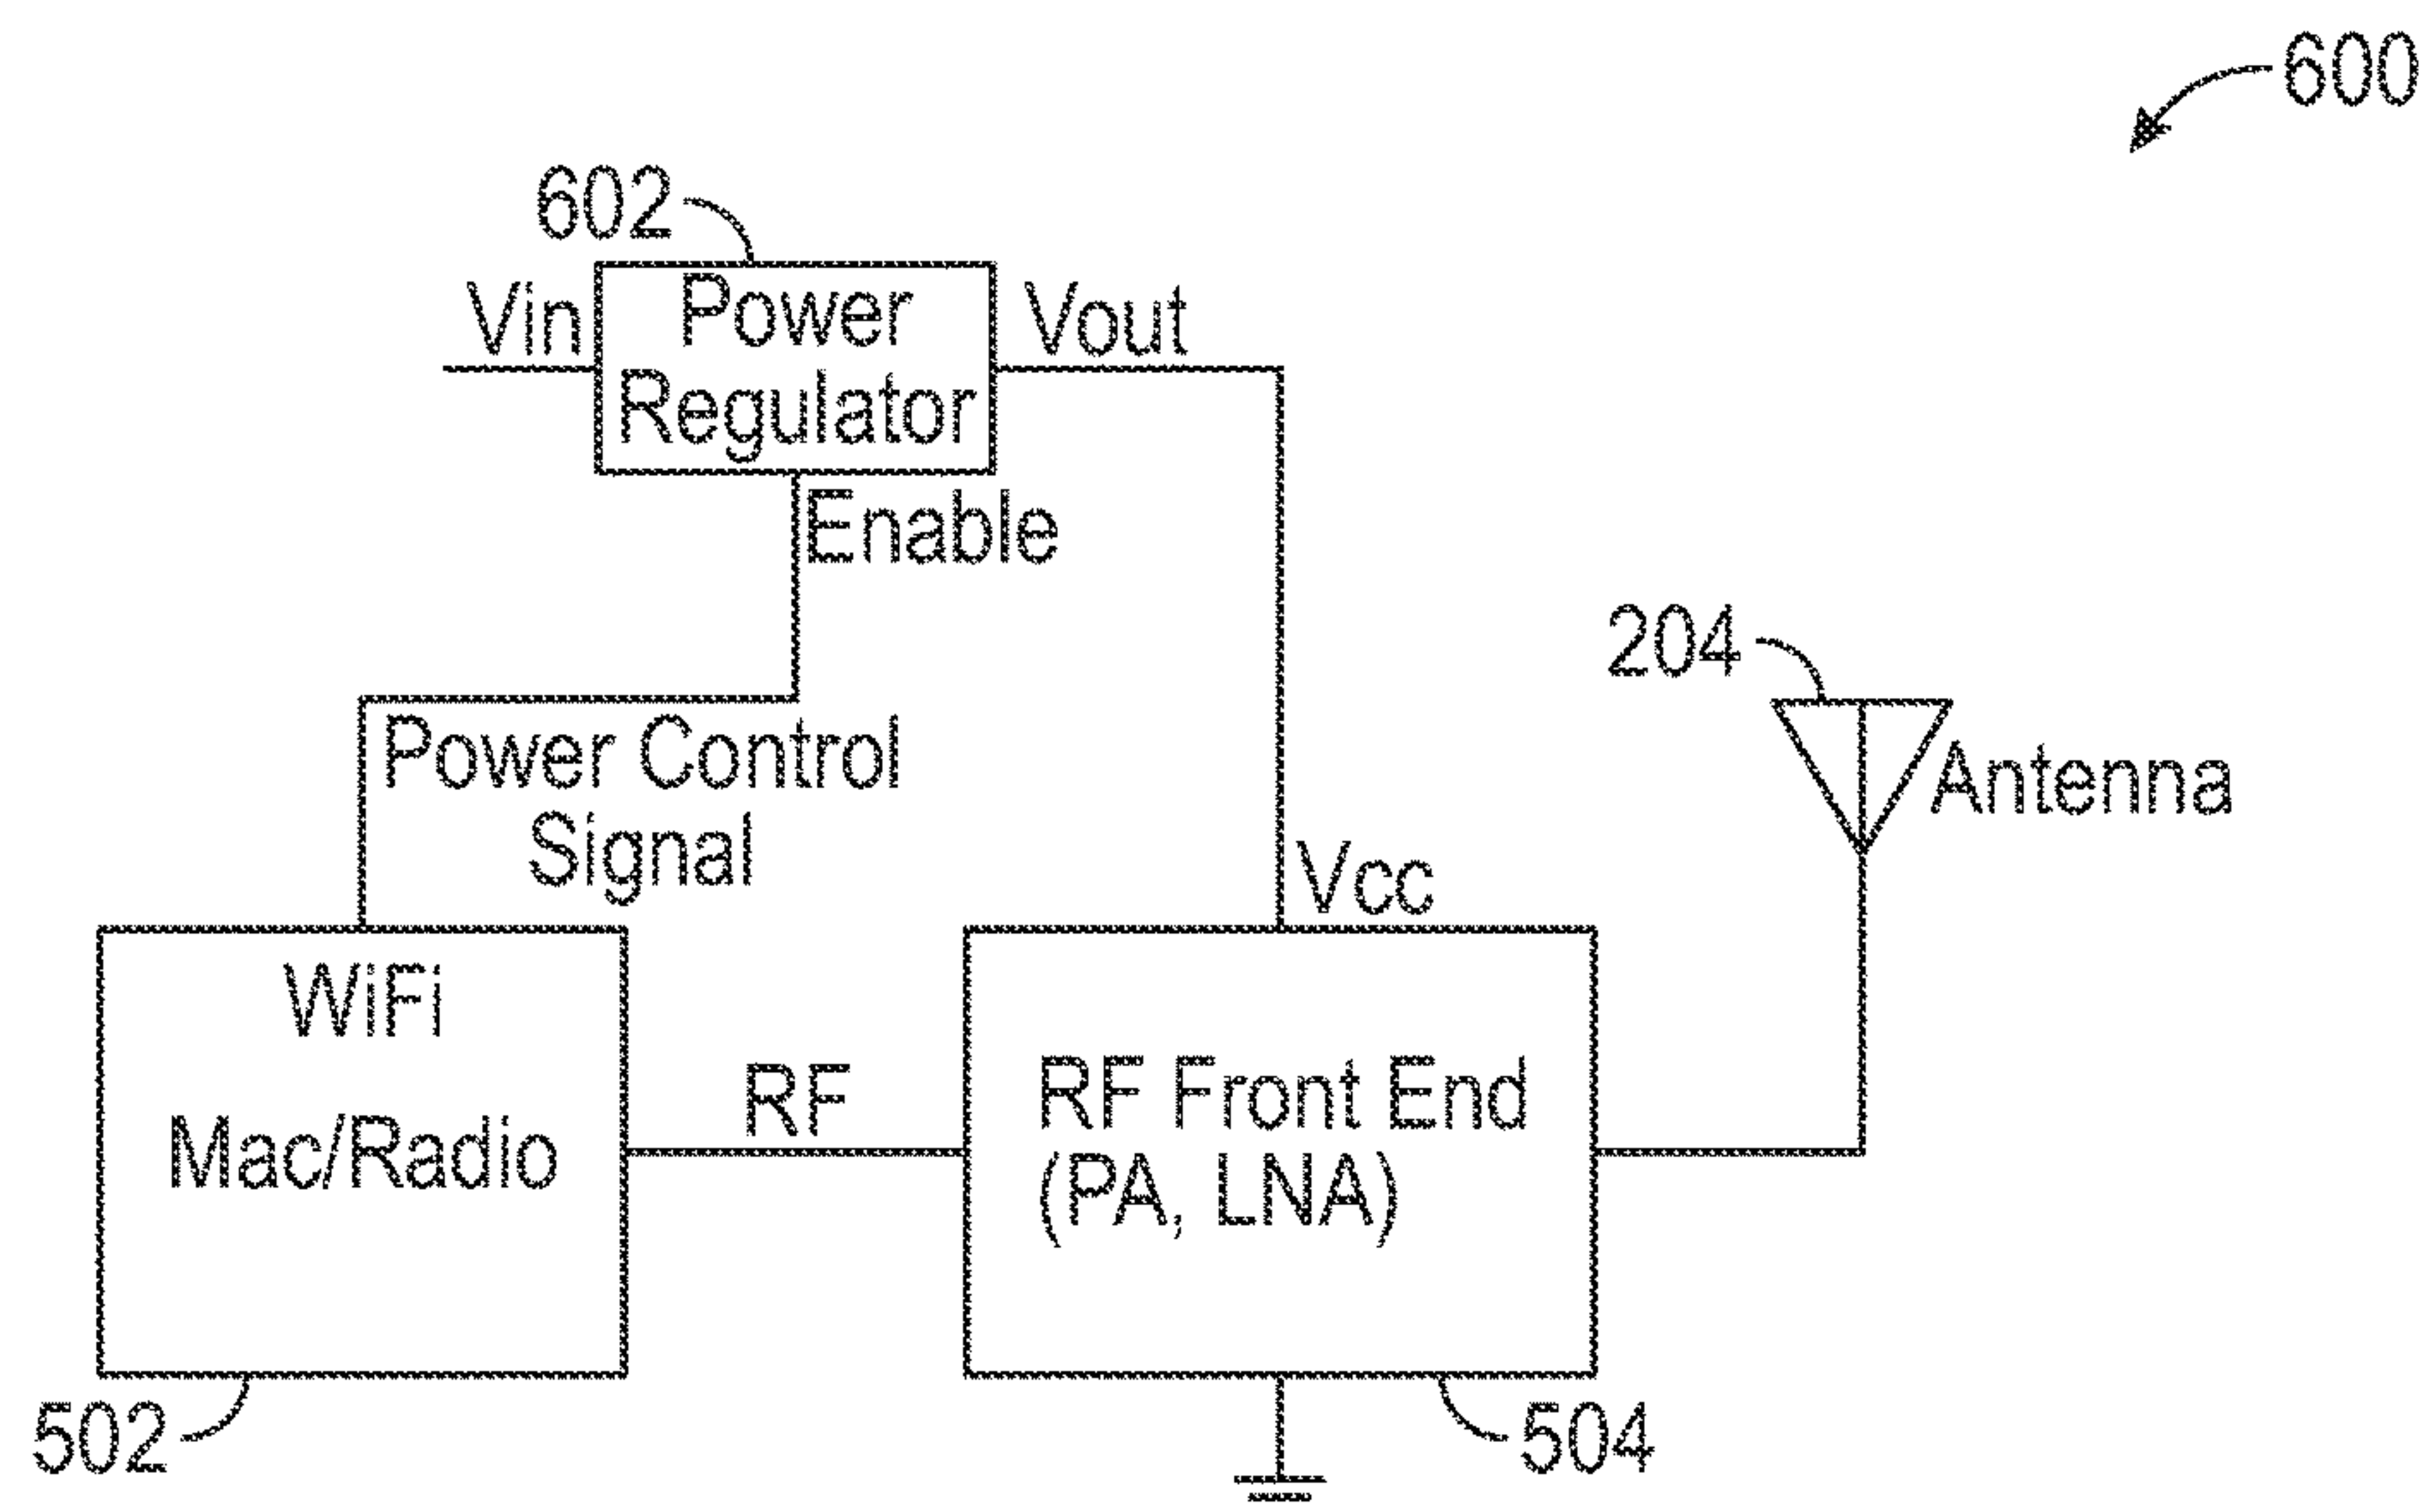 600
602
Vin
Power
Regulator
Vout
Enable
204
Power Control
Signal
Antenna
Vcc
WiFi
Mac/Radio
RF
RF Front End
(PA, LNA)
502
504